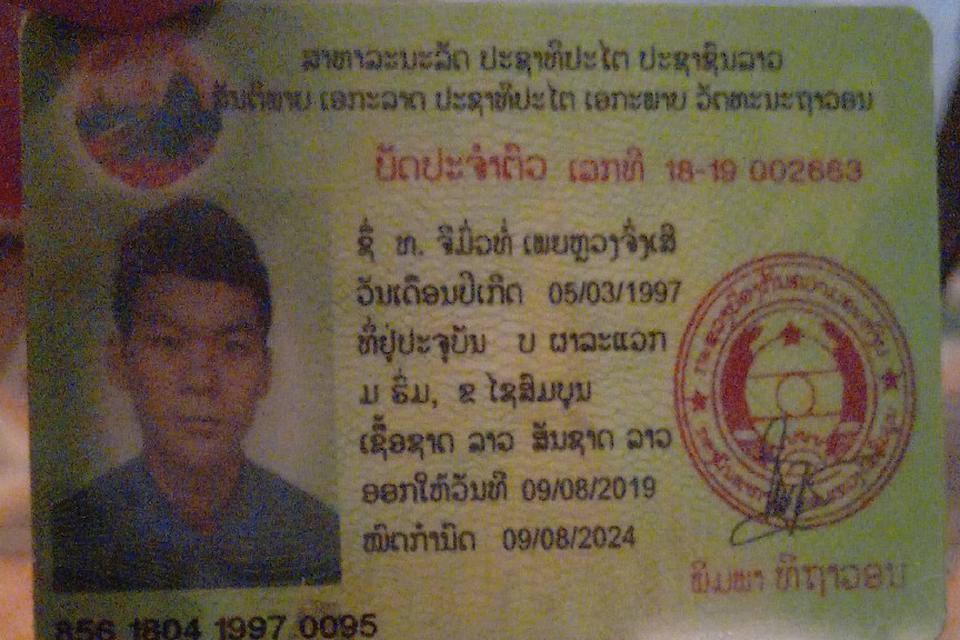 ສາທາລະນະລັດ ປະຊາທິປະໄຕ ປະຊາຊົນລາວ
ສັນຕິພາບ ເອກະລາດ ປະຊາທິປະໄຕ ເອກະພາບ ວັດທະນະຖາວອນ
ບັດປະຈຳຕົວ ເລກທີ 18-19 002663
ຊື່ ທ. ຈີມົ່ວທໍ່ ເພຍຫຼວງຈົ່ງເສິ
ວັນເດືອນປີເກີດ 05/03/1997
ທີ່ຢູ່ປະຈຸບັນ ບ ຜາລະແວກ
ມ ຮົ່ມ, ຂ ໄຊສົມບູນ
ເຊື້ອຊາດ ລາວ ສັນຊາດ ລາວ
ອອກໃຫ້ວັນທີ 09/08/2019
ໝົດກຳນົດ 09/08/2024
ພິມພາ ທິຖາວອນ
856 1804 1997 0095